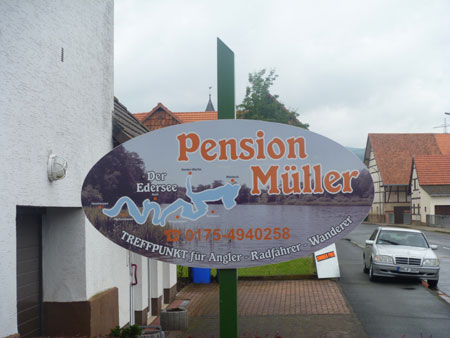 Pension
Müller
Der
Edersee
☎ 0175-4940258
TREFFPUNKT für Angler - Radfahrer - Wanderer